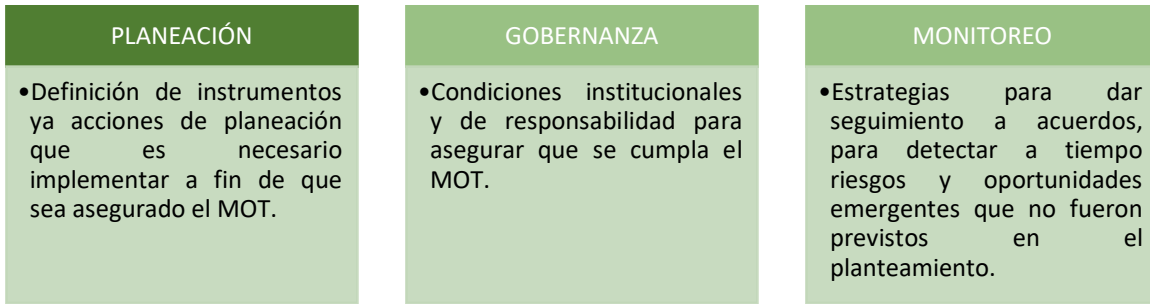 PLANEACIÓN
•Definición de instrumentos
ya acciones de planeación
que es necesario
implementar a fin de que
sea asegurado el MOT.
GOBERNANZA
•Condiciones institucionales
y de responsabilidad para
asegurar que se cumpla el
MOT.
MONITOREO
•Estrategias para dar
seguimiento a acuerdos,
para detectar a tiempo
riesgos y oportunidades
emergentes que no fueron
previstos en el
planteamiento.